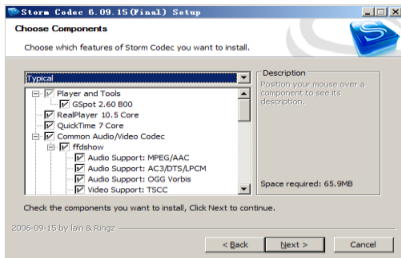 Storm Codec 6.09.15(Final) Setup
Choose Components
Choose which features of Storm Codec you want to install.
Typical
Player and Tools
GSpot 2.60 B00
RealPlayer 10.5 Core
QuickTime 7 Core
Common Audio/Video Codec
ffdshow
Audio Support: MPEG/AAC
Audio Support: AC3/DTS/LPCM
Audio Support: OGG Vorbis
Video Support: TSCC
Description
Position your mouse over a
component to see its
description.
Space required: 65.9MB
Check the components you want to install, Click Next to continue.
2006-09-15 by lain & Ringz
< Back
Next >
Cancel